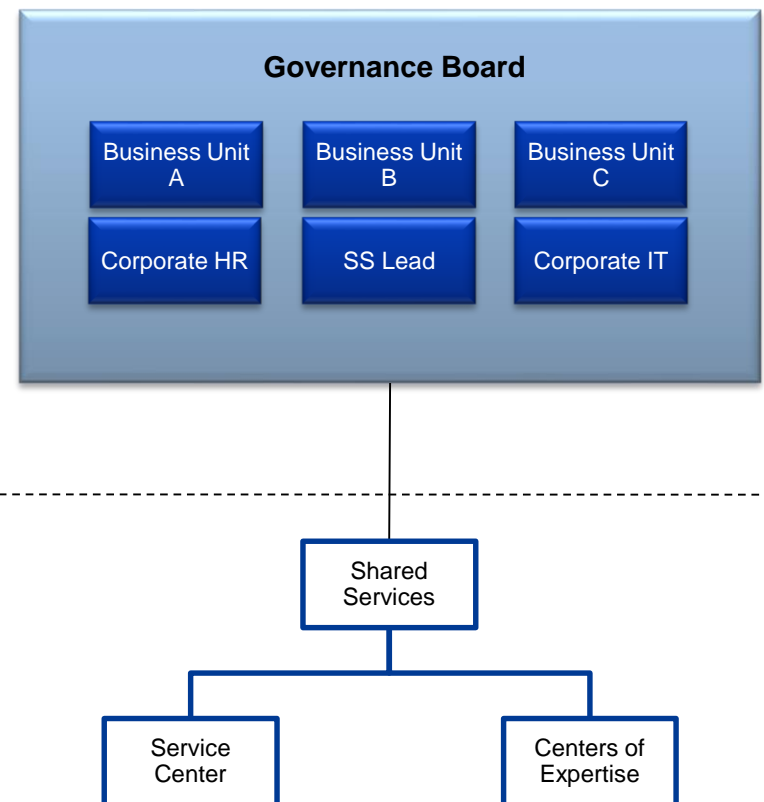 Governance Board
Business Unit
A
Business Unit
B
Business Unit
C
Corporate HR
SS Lead
Corporate IT
Shared
Services
Service
Center
Centers of
Expertise